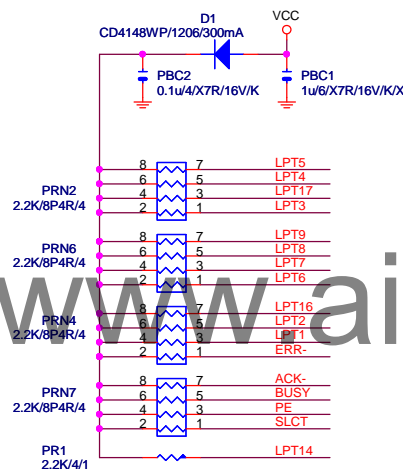 D1
VCC
CD4148WP/1206/300mA
PBC2
0.1u/4/X7R/16V/K
PBC1
1u/6/X7R/16V/K/X
8 7 LPT5
6 5 LPT4
4 3 LPT17
2 1 LPT3
PRN2
2.2K/8P4R/4
8 7 LPT9
6 5 LPT8
4 3 LPT7
2 1 LPT6
PRN6
2.2K/8P4R/4
www.ai
8 7 LPT16
6 5 LPT2
4 3 LPT1
2 1 ERR-
PRN4
2.2K/8P4R/4
8 7 ACK-
6 5 BUSY
4 3 PE
2 1 SLCT
PRN7
2.2K/8P4R/4
PR1
2.2K/4/1
LPT14